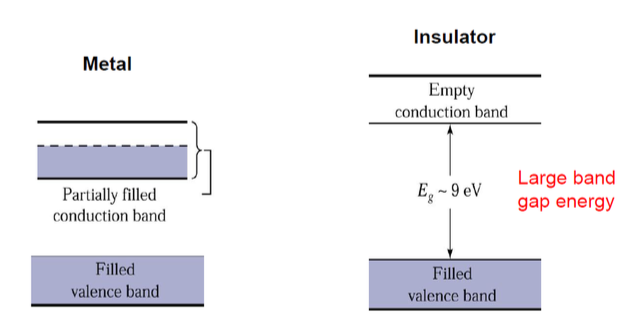 Metal
Partially filled
conduction band
Filled
valence band
Insulator
Empty
conduction band
E_g ~ 9 eV
Large band
gap energy
Filled
valence band